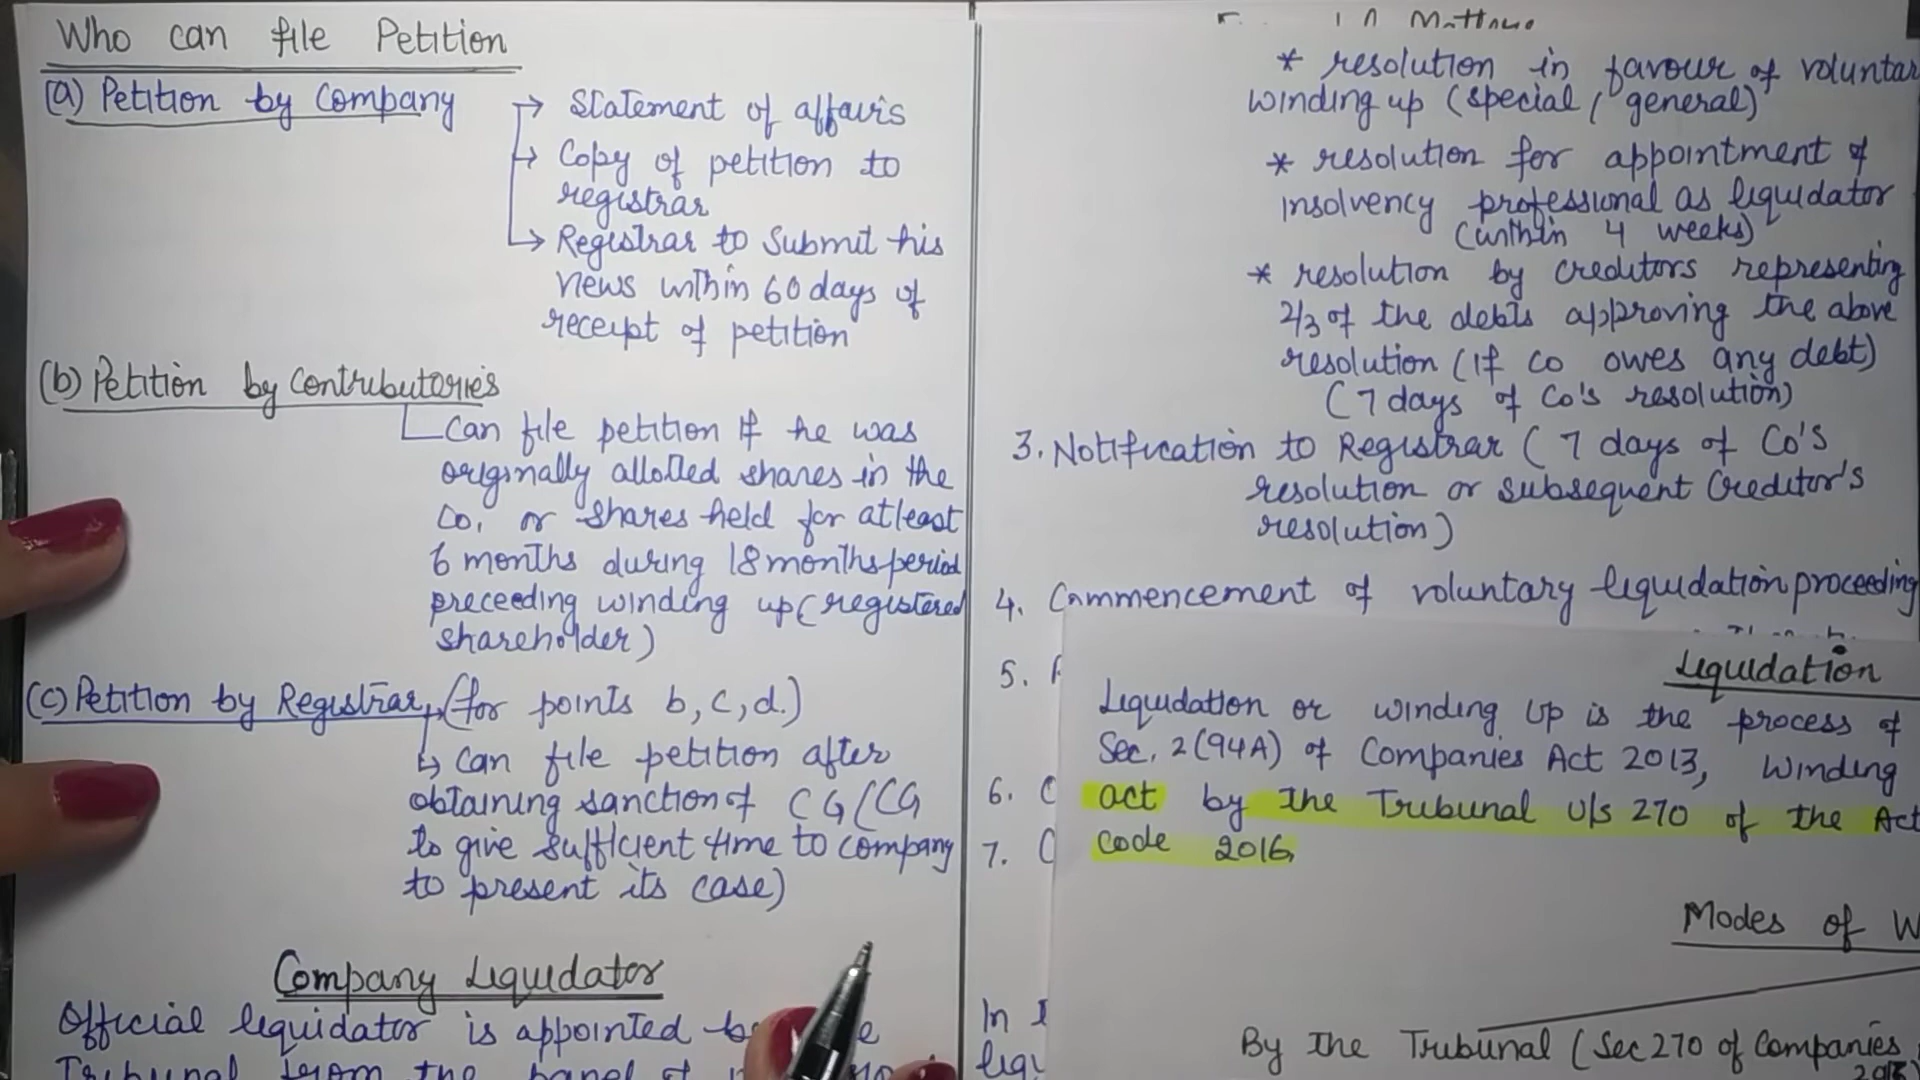 Who can file Petition
(a) Petition by Company
→ Statement of affairs
→ Copy of petition to
registrar
→ Registrar to Submit his
views within 60 days of
receipt of petition
(b) Petition by Contributories
Can file petition if he was
originally allotted shares in the
Co. or shares held for atleast
6 months during 18 months period
preceeding winding up (registered
shareholder)
(c) Petition by Registrar (for points b, c, d.)
↳ Can file petition after
obtaining sanction of CG (CG
to give sufficient time to company
to present its case)
Company Liquidator
Official liquidator is appointed
Tribunal from the panel of
* resolution in favour of voluntar
winding up (special / general)
* resolution for appointment of
insolvency professional as liquidator
(within 4 weeks)
* resolution by creditors representing
2/3 of the debts approving the above
resolution (if co owes any debt)
(7 days of Co's resolution)
3. Notification to Registrar (7 days of Co's
resolution or subsequent Creditor's
resolution)
4. Commencement of voluntary liquidation proceeding
5.
6. C
7. C
In
liqu
Liquidation
Liquidation or winding up is the process of
Sec. 2(94A) of Companies Act 2013, winding
act by the Tribunal u/s 270 of the Act
Code 2016.
Modes of W
By the Tribunal (Sec 270 of Companies